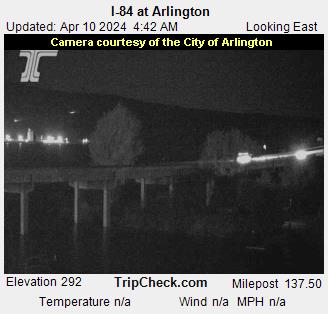 I-84 at Arlington
Updated: Apr 10 2024 4:42 AM Looking East
Camera courtesy of the City of Arlington
Elevation 292 TripCheck.com Milepost 137.50
Temperature n/a Wind n/a MPH n/a